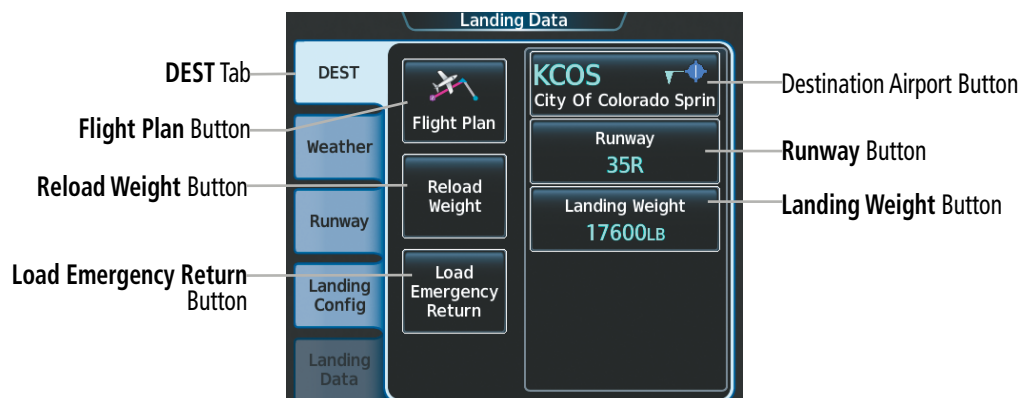 Landing Data
DEST Tab
Flight Plan Button
Reload Weight Button
Load Emergency Return
Button
DEST
Weather
Runway
Landing
Config
Landing
Data
Flight Plan
Reload
Weight
Load
Emergency
Return
KCOS
City Of Colorado Sprin
Runway
35R
Landing Weight
17600LB
Destination Airport Button
Runway Button
Landing Weight Button